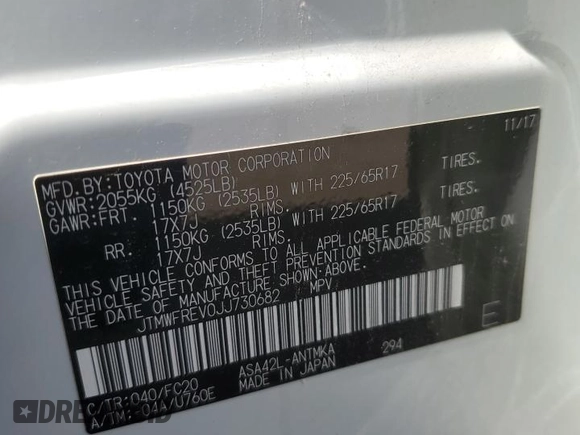 11/17
MFD.BY:TOYOTA MOTOR CORPORATION
GVWR:2055KG (4525LB)
GAWR:FRT. 1150KG (2535LB) WITH 225/65R17 TIRES.
17X7J RIMS.
RR. 1150KG (2535LB) WITH 225/65R17 TIRES.
17X7J RIMS.
THIS VEHICLE CONFORMS TO ALL APPLICABLE FEDERAL MOTOR
VEHICLE SAFETY AND THEFT PREVENTION STANDARDS IN EFFECT ON
THE DATE OF MANUFACTURE SHOWN ABOVE.
JTMWFREV0JJ730682 MPV
E
C/TR:040/FC20 ASA42L-ANTMKA 294
A/TM:-04A/U760E MADE IN JAPAN